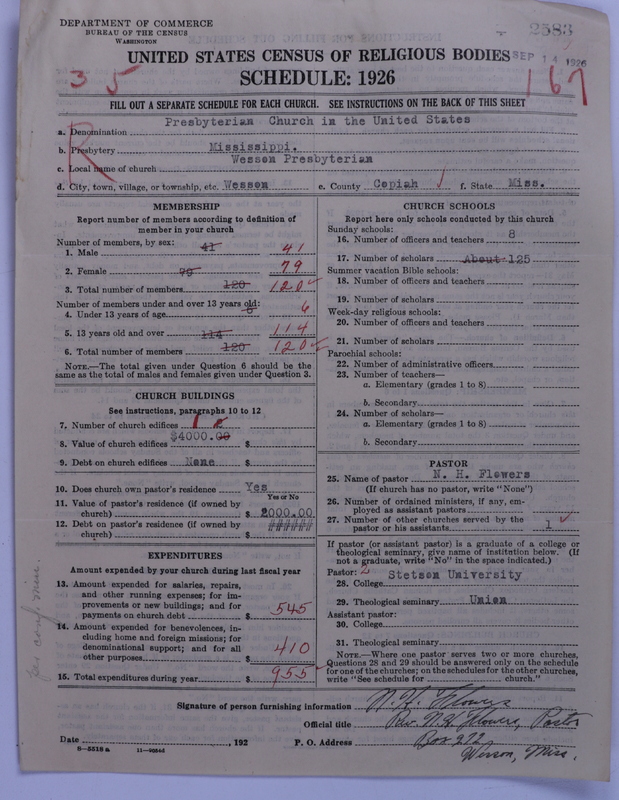 DEPARTMENT OF COMMERCE
BUREAU OF THE CENSUS
WASHINGTON
2583
UNITED STATES CENSUS OF RELIGIOUS BODIES
SEP 14 1926
SCHEDULE: 1926
3 5
167
FILL OUT A SEPARATE SCHEDULE FOR EACH CHURCH. SEE INSTRUCTIONS ON THE BACK OF THIS SHEET
a. Denomination Presbyterian Church in the United States
b. Presbytery Mississippi.
c. Local name of church Wesson Presbyterian
d. City, town, village, or township, etc. Wesson e. County Copiah f. State Miss.
R
MEMBERSHIP
Report number of members according to definition of
member in your church
Number of members, by sex:
1. Male 41 41
2. Female 79 79
3. Total number of members 120 120
Number of members under and over 13 years old:
4. Under 13 years of age 6 6
5. 13 years old and over 114 114
6. Total number of members 120 120
NOTE.—The total given under Question 6 should be the
same as the total of males and females given under Question 3.
CHURCH BUILDINGS
See instructions, paragraphs 10 to 12
7. Number of church edifices 1
8. Value of church edifices $4000.00 $
9. Debt on church edifices None $
10. Does church own pastor's residence Yes
Yes or No
11. Value of pastor's residence (if owned by
church) $ 2000.00
12. Debt on pastor's residence (if owned by
church) $ ######
EXPENDITURES
Amount expended by your church during last fiscal year
13. Amount expended for salaries, repairs,
and other running expenses; for im-
provements or new buildings; and for
payments on church debt $ 545
14. Amount expended for benevolences, in-
cluding home and foreign missions; for
denominational support; and for all
other purposes $ 410
15. Total expenditures during year $ 955
CHURCH SCHOOLS
Report here only schools conducted by this church
Sunday schools:
16. Number of officers and teachers 8
17. Number of scholars About 125
Summer vacation Bible schools:
18. Number of officers and teachers
19. Number of scholars
Week-day religious schools:
20. Number of officers and teachers
21. Number of scholars
Parochial schools:
22. Number of administrative officers
23. Number of teachers—
a. Elementary (grades 1 to 8)
b. Secondary
24. Number of scholars—
a. Elementary (grades 1 to 8)
b. Secondary
PASTOR
25. Name of pastor N. H. Flowers
(If church has no pastor, write "None")
26. Number of ordained ministers, if any, em-
ployed as assistant pastors
27. Number of other churches served by the
pastor or his assistants 1
If pastor (or assistant pastor) is a graduate of a college or
theological seminary, give name of institution below. (If
not a graduate, write "No" in the space indicated.)
Pastor: 2
28. College Stetson University
29. Theological seminary Union
Assistant pastor:
30. College
31. Theological seminary
NOTE.—Where one pastor serves two or more churches,
Questions 28 and 29 should be answered only on the schedule
for one of the churches; on the schedules for the other churches,
write "See schedule for church."
Signature of person furnishing information N. H. Flowers
Official title Rev. N. H. Flowers, Pastor
Date , 192 P. O. Address Box 272
Wesson, Miss.
8—5518 a